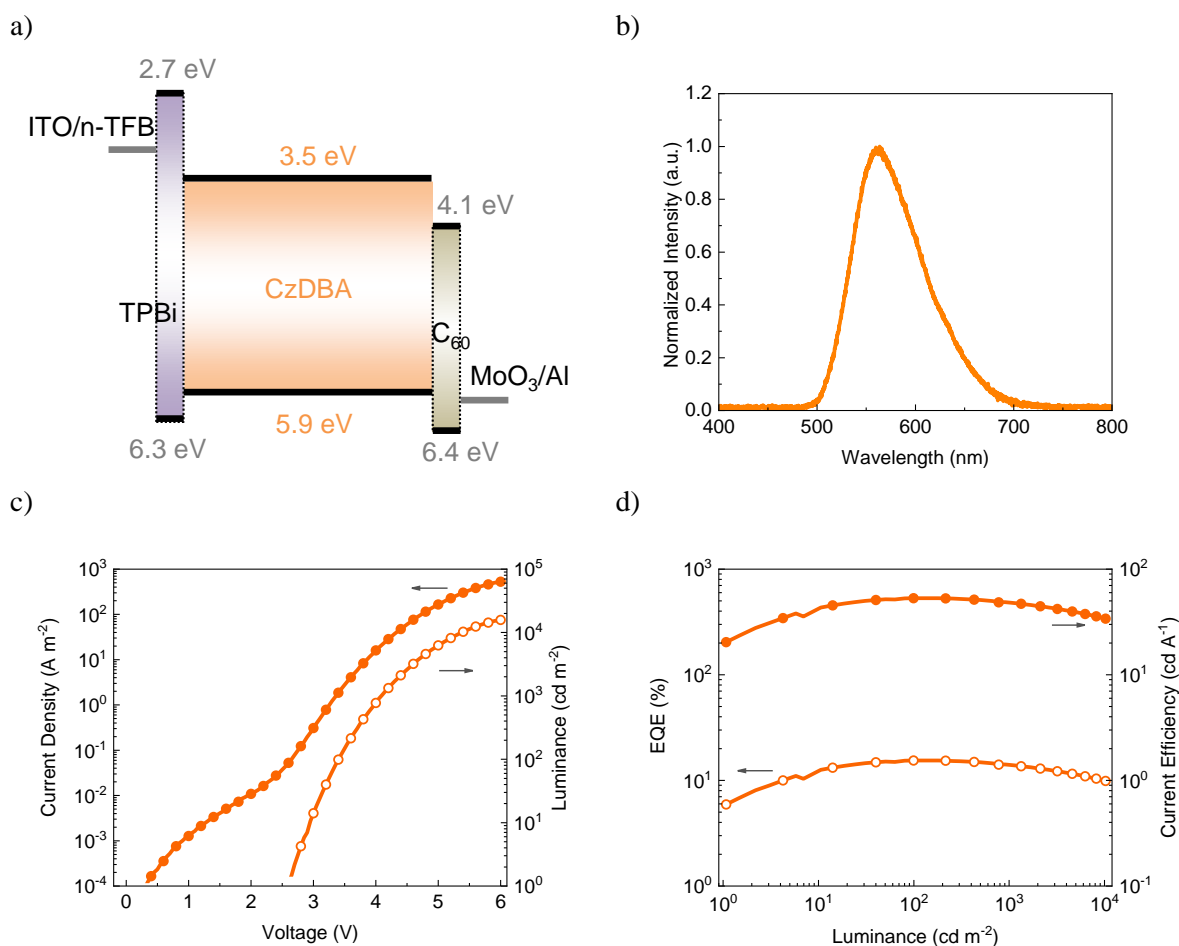 a)
2.7 eV
ITO/n-TFB
3.5 eV
4.1 eV
CzDBA
TPBi
C₆₀
MoO₃/Al
5.9 eV
6.3 eV
6.4 eV
b)
Normalized Intensity (a.u.)
1.2
1.0
0.8
0.6
0.4
0.2
0.0
400 500 600 700 800
Wavelength (nm)
c)
Current Density (A m⁻²)
10³
10²
10¹
10⁰
10⁻¹
10⁻²
10⁻³
10⁻⁴
0 1 2 3 4 5 6
Voltage (V)
10⁵
10⁴
10³
10²
10¹
10⁰
Luminance (cd m⁻²)
d)
EQE (%)
10³
10²
10¹
10⁰
10⁰ 10¹ 10² 10³ 10⁴
Luminance (cd m⁻²)
10²
10¹
10⁰
10⁻¹
Current Efficiency (cd A⁻¹)